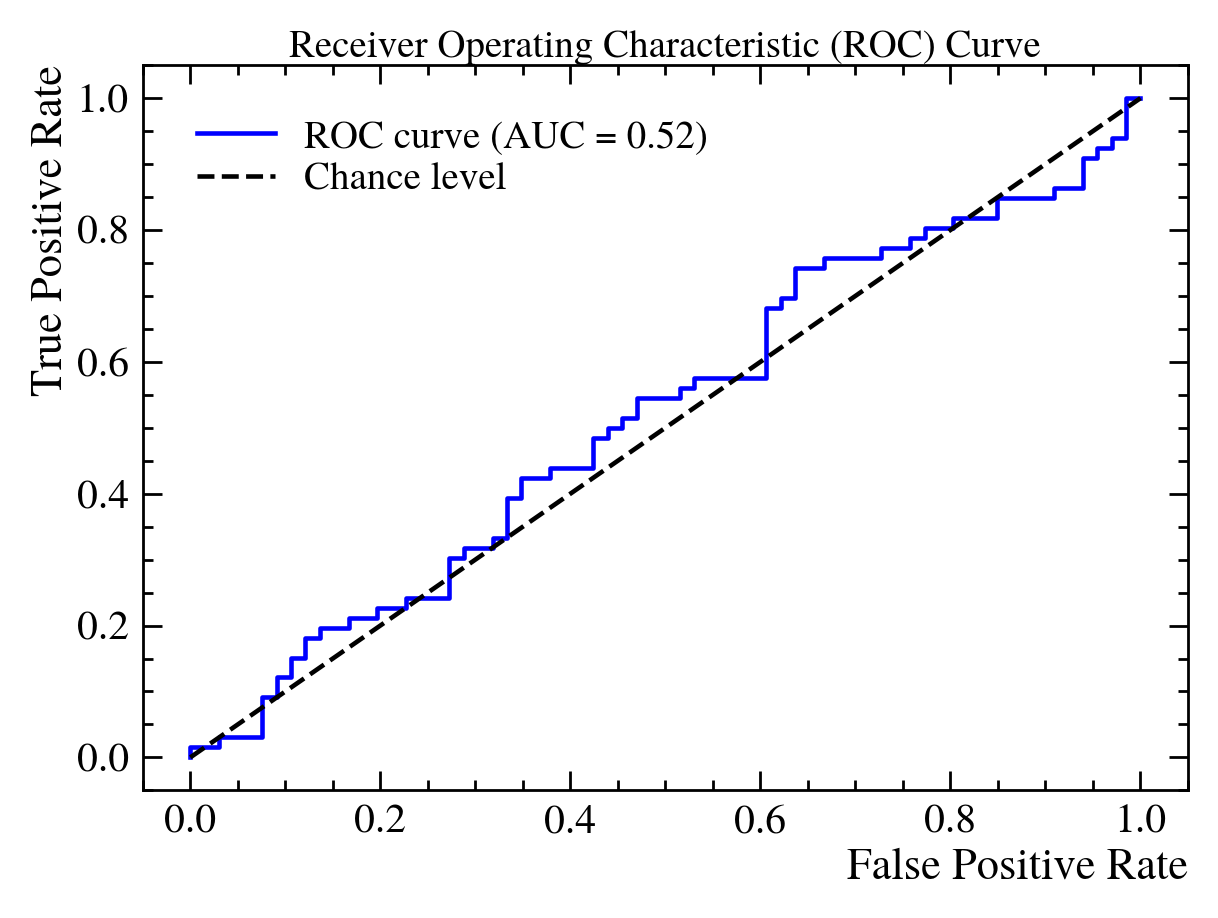 Receiver Operating Characteristic (ROC) Curve
True Positive Rate
1.0
0.8
0.6
0.4
0.2
0.0
ROC curve (AUC = 0.52)
Chance level
0.0 0.2 0.4 0.6 0.8 1.0
False Positive Rate